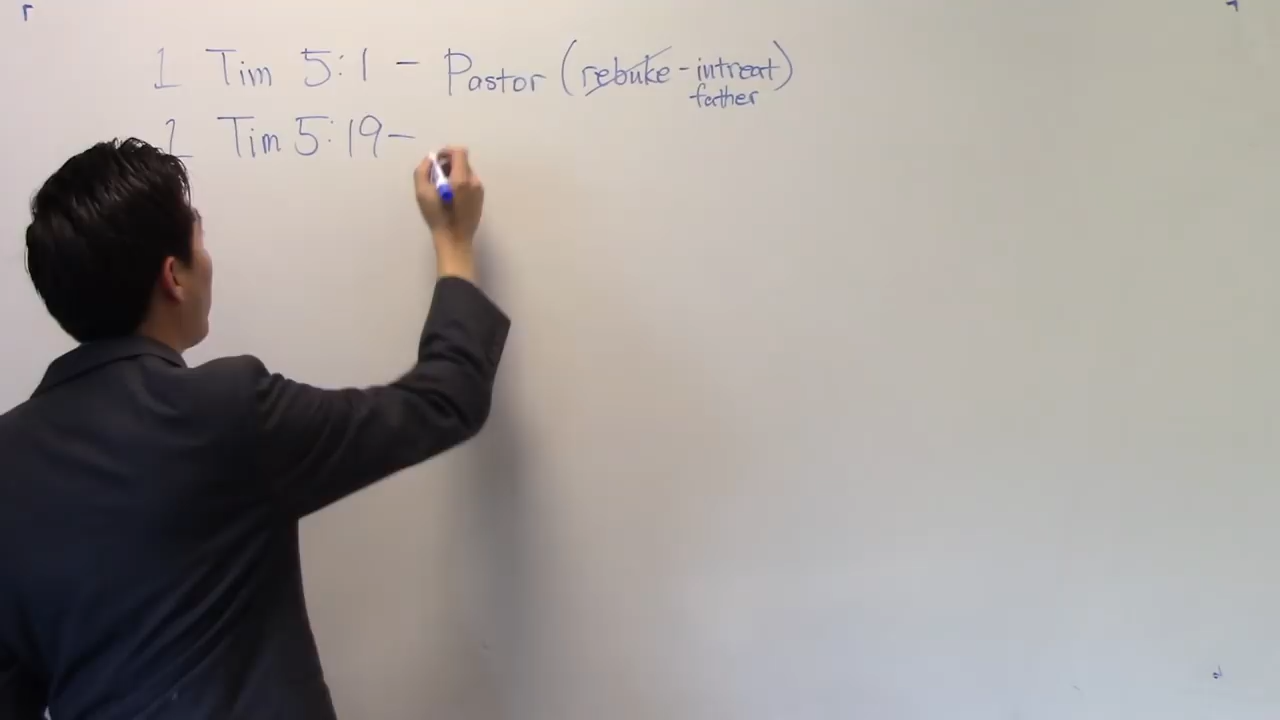 1 Tim 5:1 - Pastor (rebuke - intreat)
father
1 Tim 5:19 -